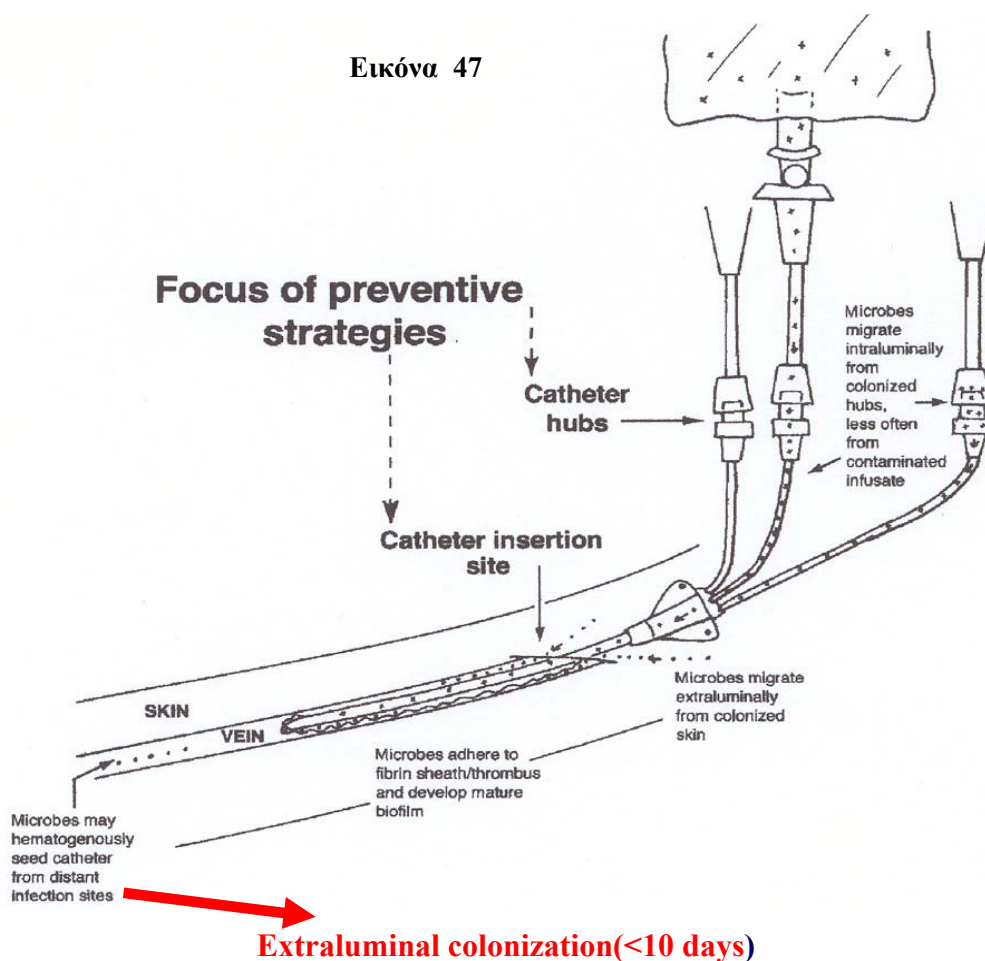 Εικόνα 47
Focus of preventive
strategies
Catheter
hubs
Microbes
migrate
intraluminally
from
colonized
hubs,
less often
from
contaminated
infusate
Catheter insertion
site
SKIN
VEIN
Microbes migrate
extraluminally
from colonized
skin
Microbes adhere to
fibrin sheath/thrombus
and develop mature
biofilm
Microbes may
hematogenously
seed catheter
from distant
infection sites
Extraluminal colonization(<10 days)